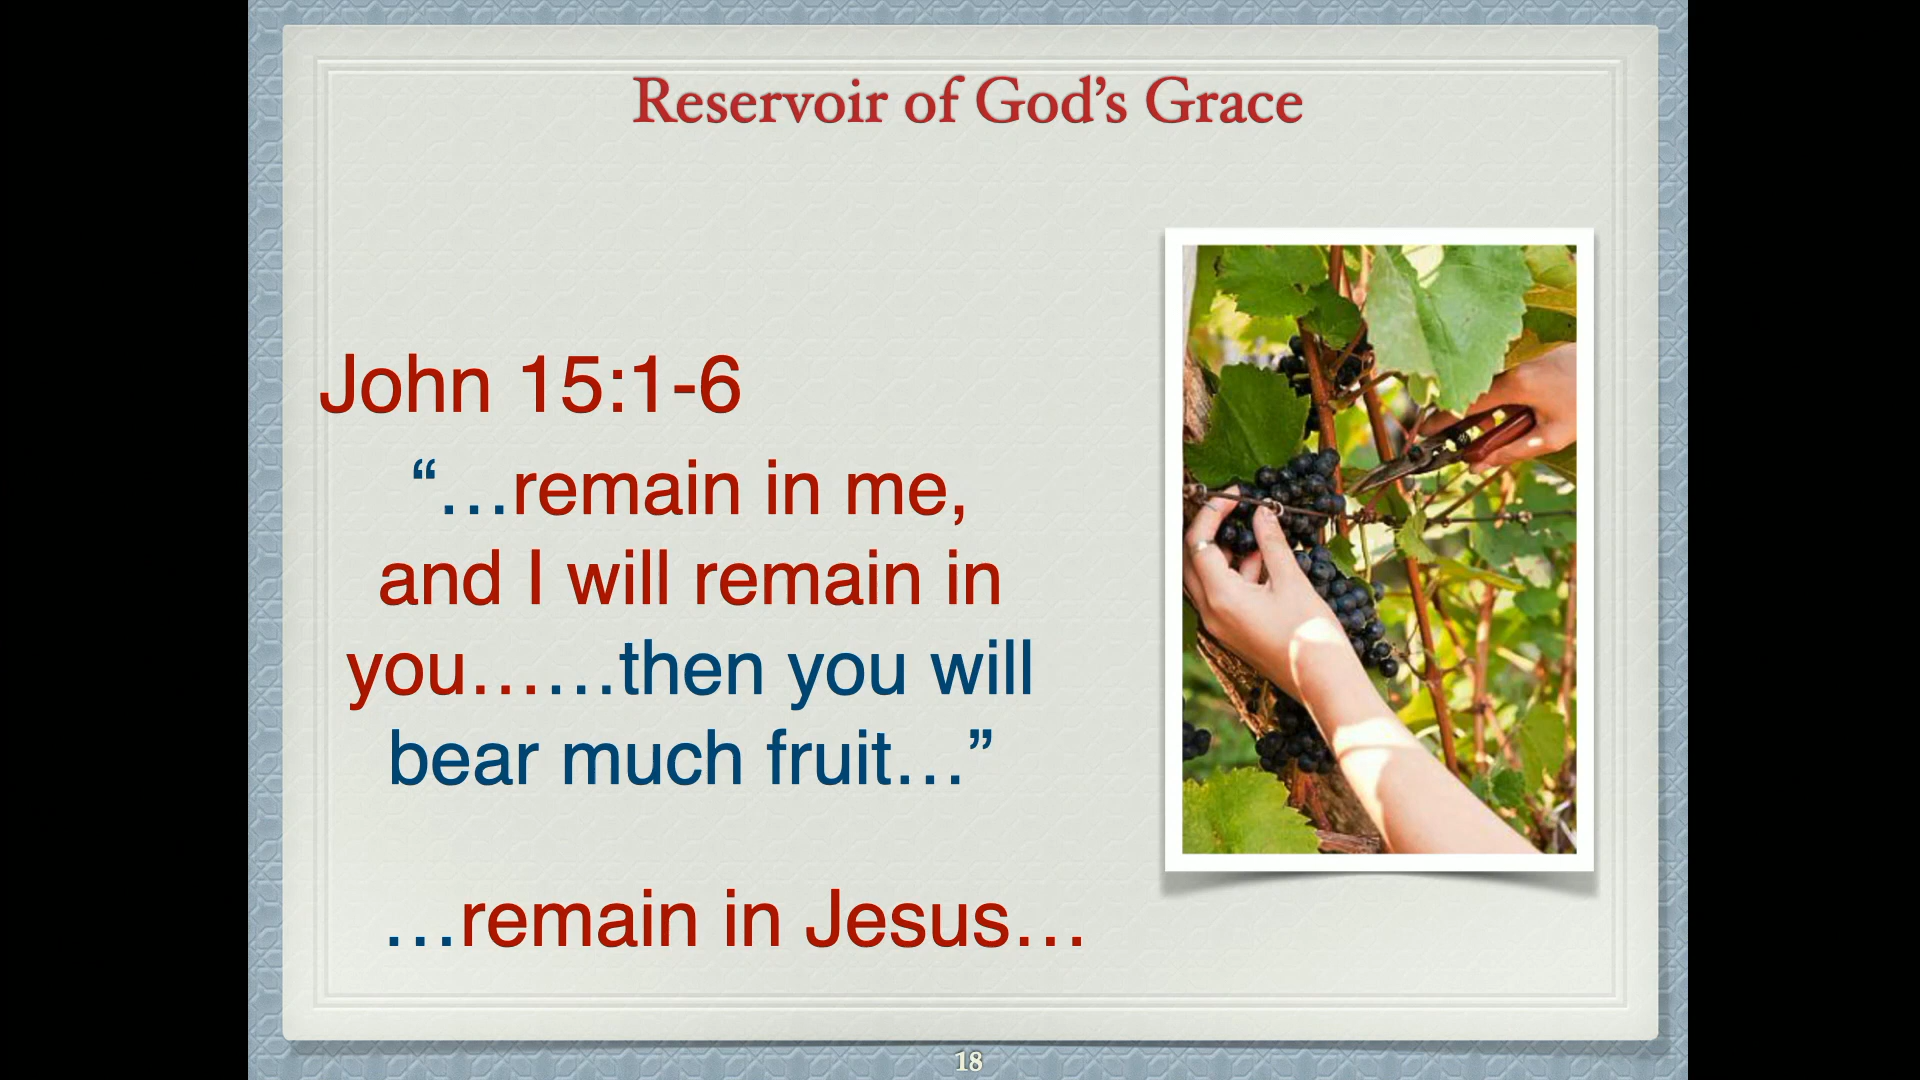 Reservoir of God’s Grace
John 15:1-6
“…remain in me,
and I will remain in
you……then you will
bear much fruit…”
…remain in Jesus…
18